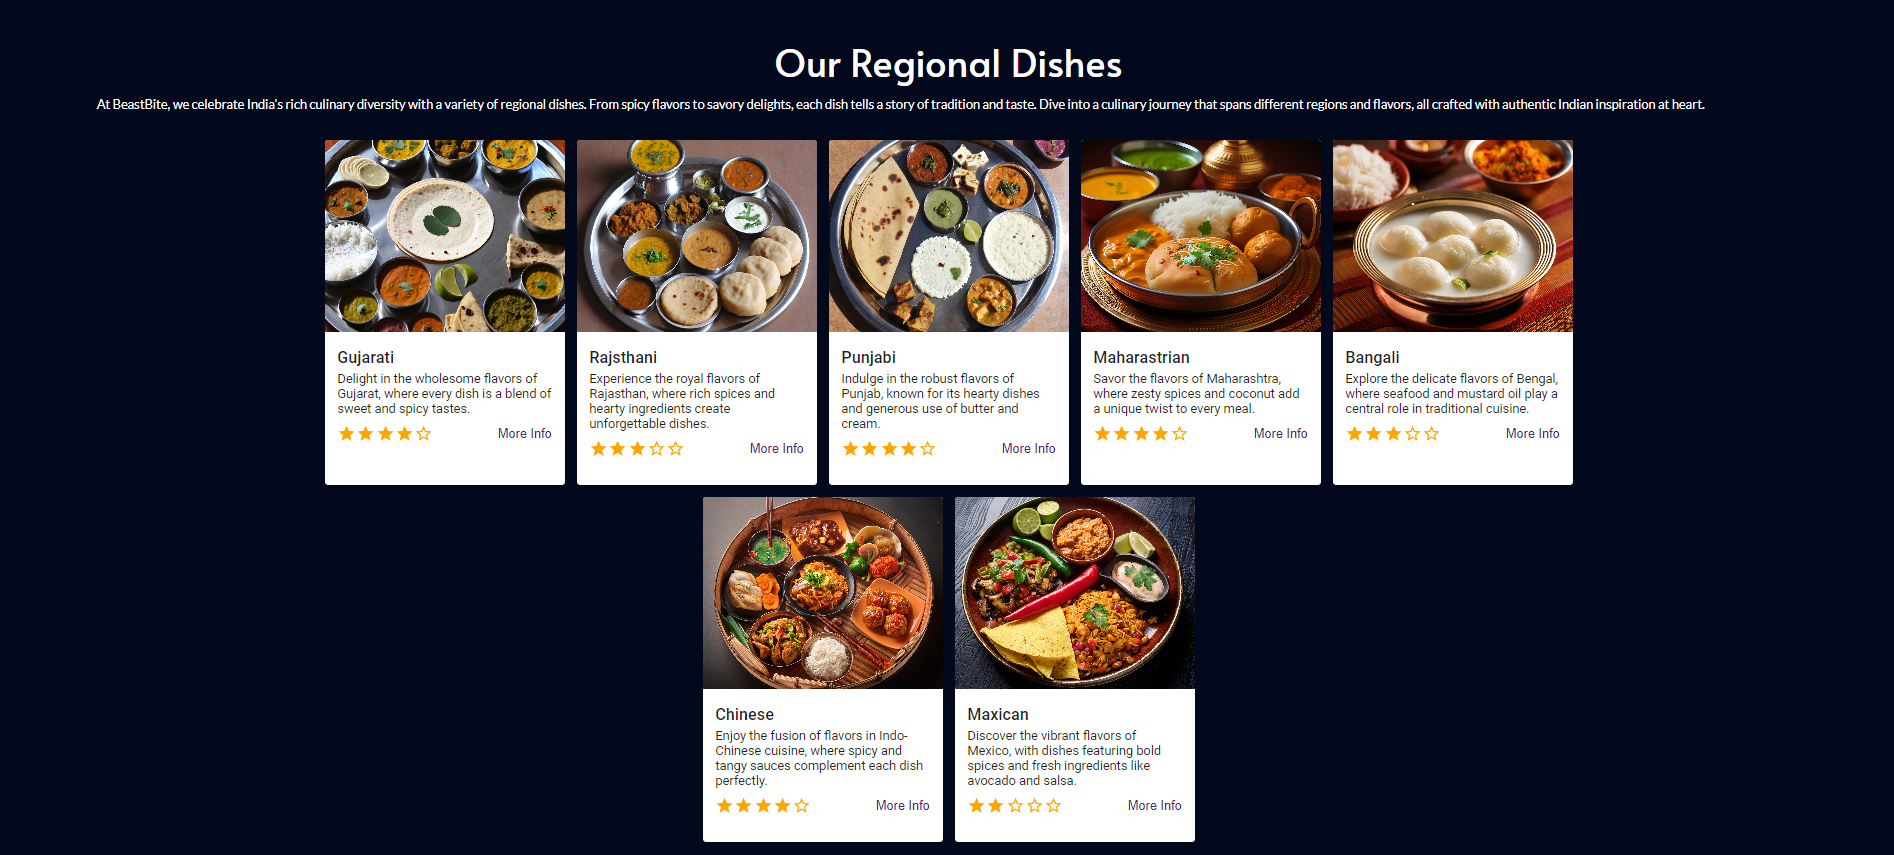 Our Regional Dishes
At BeastBite, we celebrate India's rich culinary diversity with a variety of regional dishes. From spicy flavors to savory delights, each dish tells a story of tradition and taste. Dive into a culinary journey that spans different regions and flavors, all crafted with authentic Indian inspiration at heart.
Gujarati
Delight in the wholesome flavors of
Gujarat, where every dish is a blend of
sweet and spicy tastes.
More Info
Rajsthani
Experience the royal flavors of
Rajasthan, where rich spices and
hearty ingredients create
unforgettable dishes.
More Info
Punjabi
Indulge in the robust flavors of
Punjab, known for its hearty dishes
and generous use of butter and
cream.
More Info
Maharastrian
Savor the flavors of Maharashtra,
where zesty spices and coconut add
a unique twist to every meal.
More Info
Bangali
Explore the delicate flavors of Bengal,
where seafood and mustard oil play a
central role in traditional cuisine.
More Info
Chinese
Enjoy the fusion of flavors in Indo-
Chinese cuisine, where spicy and
tangy sauces complement each dish
perfectly.
More Info
Maxican
Discover the vibrant flavors of
Mexico, with dishes featuring bold
spices and fresh ingredients like
avocado and salsa.
More Info